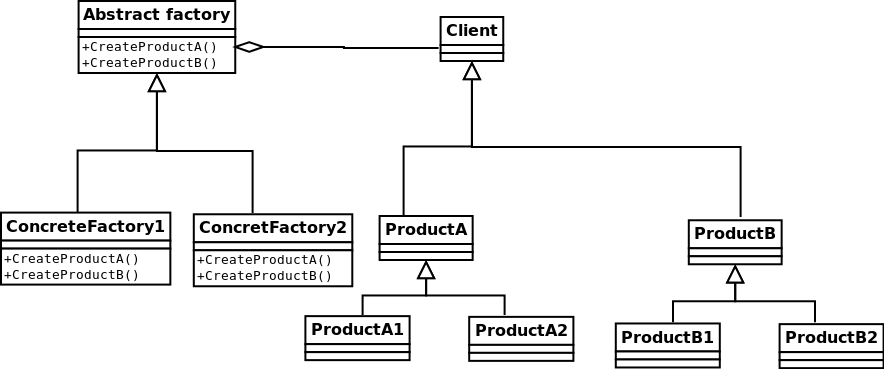 Abstract factory
+CreateProductA()
+CreateProductB()
Client
ConcreteFactory1
+CreateProductA()
+CreateProductB()
ConcretFactory2
+CreateProductA()
+CreateProductB()
ProductA
ProductB
ProductA1
ProductA2
ProductB1
ProductB2